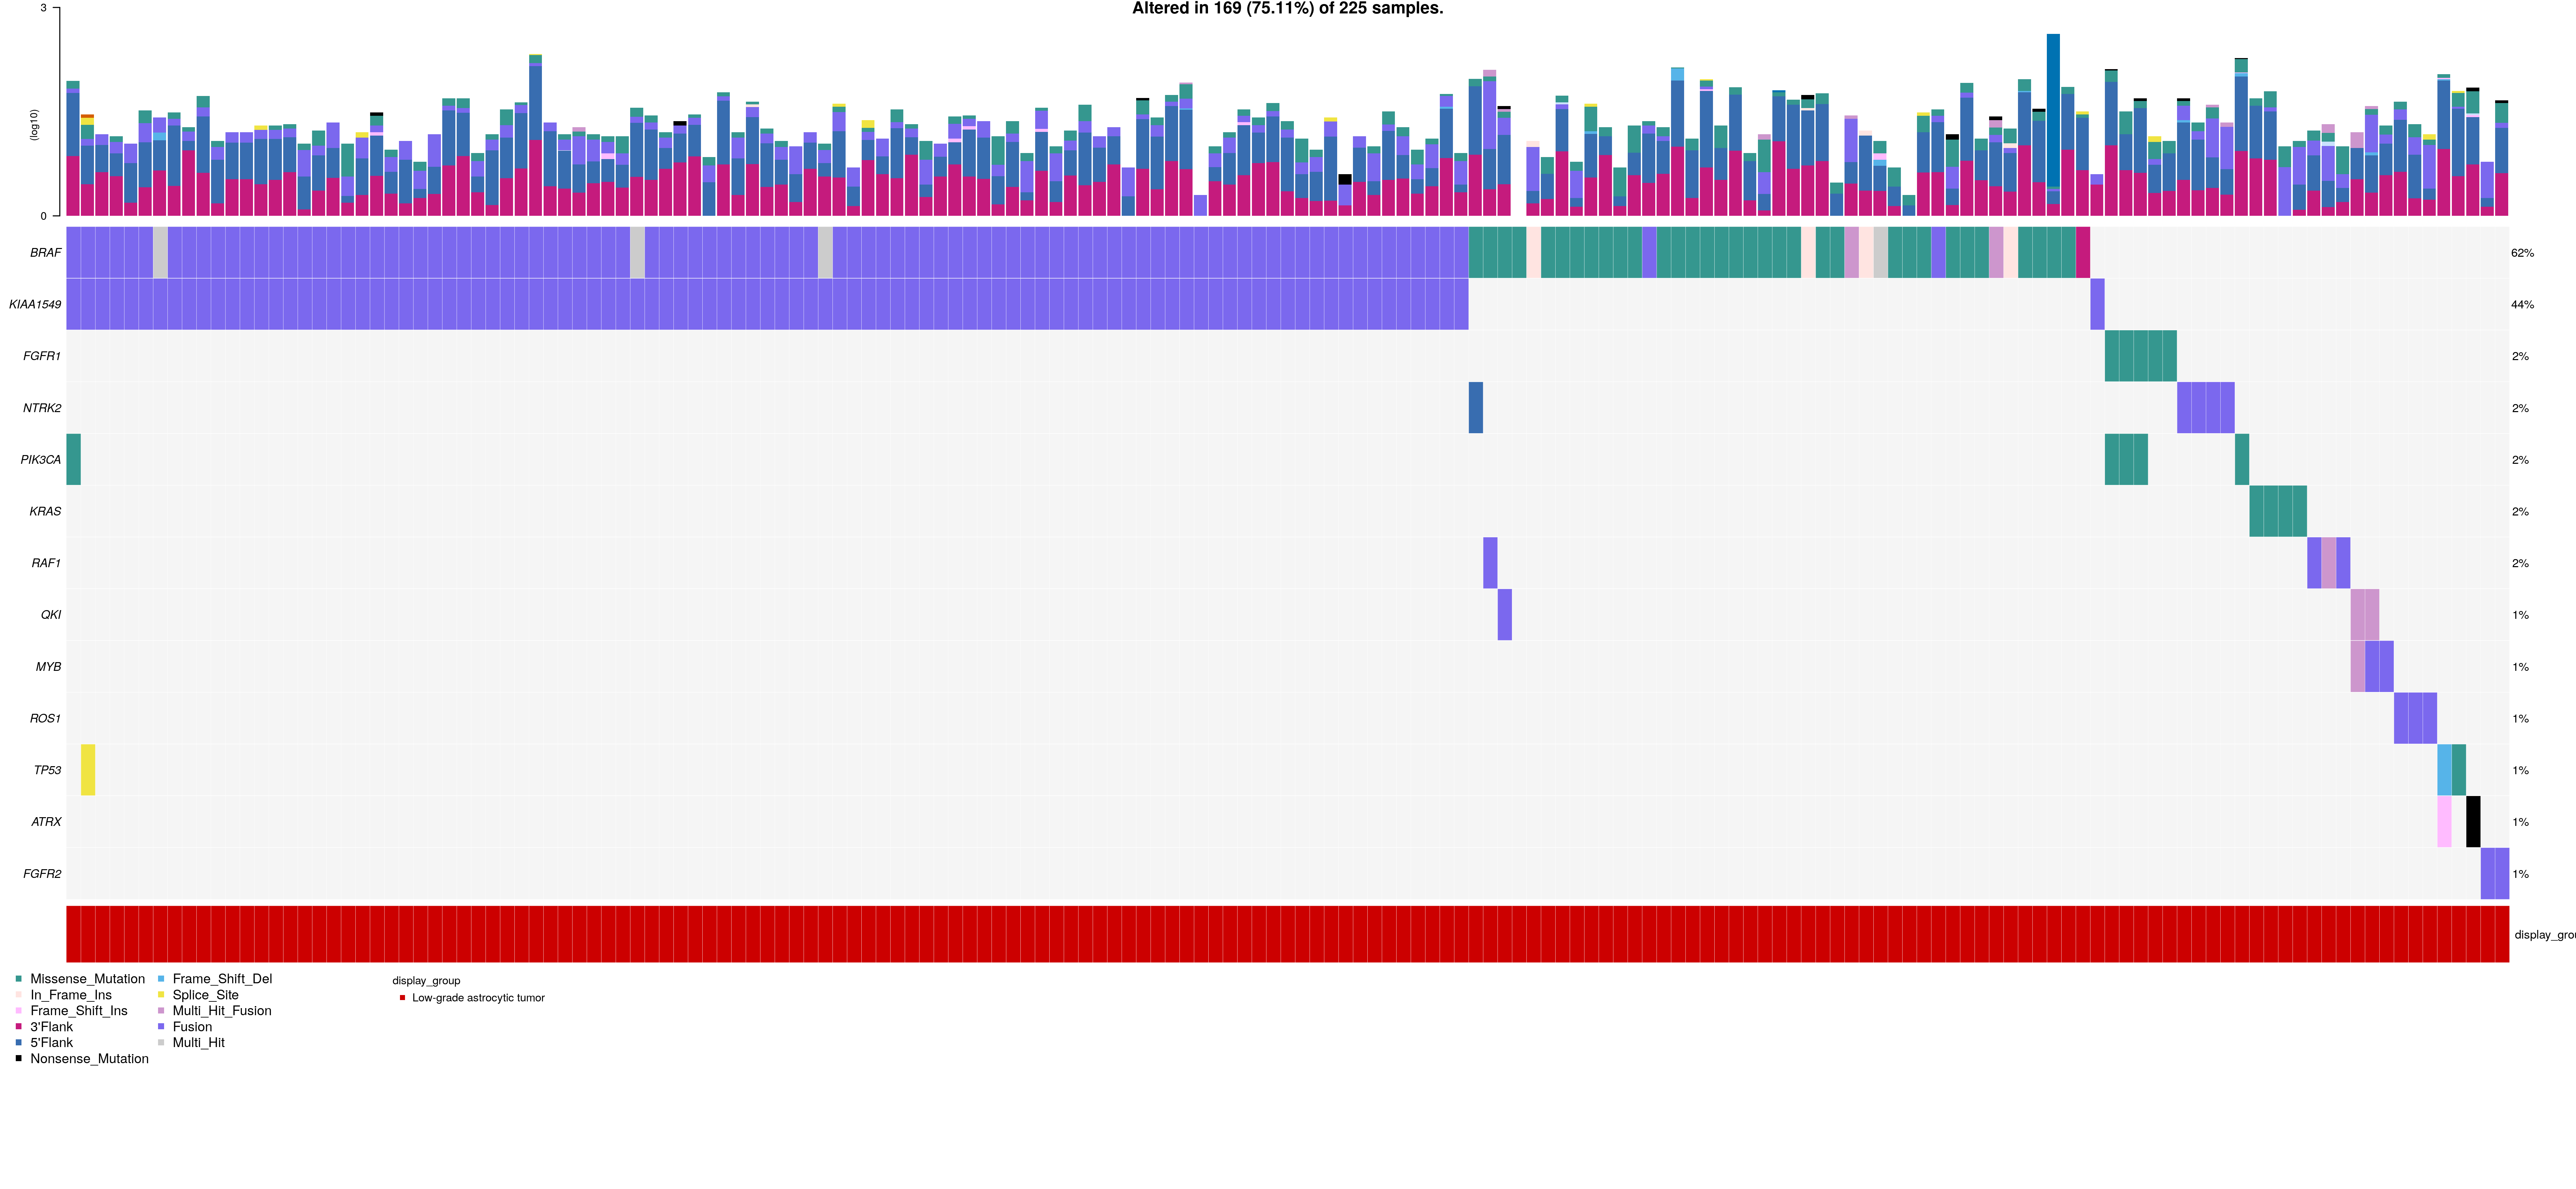 Altered in 169 (75.11%) of 225 samples.
3
(log10)
0
BRAF 62%
KIAA1549 44%
FGFR1 2%
NTRK2 2%
PIK3CA 2%
KRAS 2%
RAF1 2%
QKI 1%
MYB 1%
ROS1 1%
TP53 1%
ATRX 1%
FGFR2 1%
display_grou
Missense_Mutation
In_Frame_Ins
Frame_Shift_Ins
3'Flank
5'Flank
Nonsense_Mutation
Frame_Shift_Del
Splice_Site
Multi_Hit_Fusion
Fusion
Multi_Hit
display_group
Low-grade astrocytic tumor